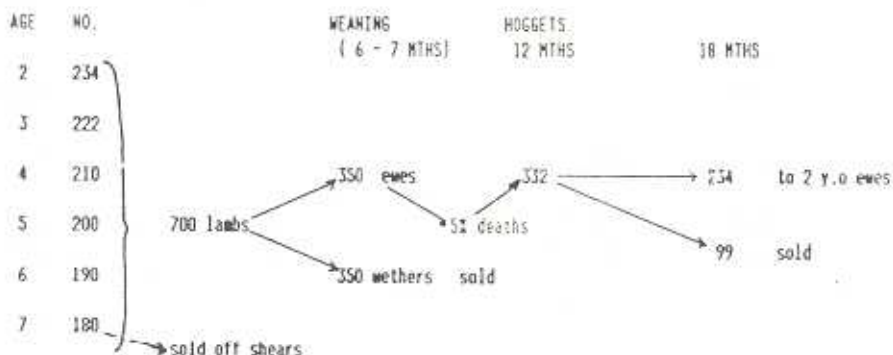 AGE NO. WEANING HOGGETS
( 6 - 7 MTHS) 12 MTHS 18 MTHS
2 234
3 222
4 210 350 ewes 332 234 to 2 y.o ewes
5 200 700 lambs 5% deaths
99 sold
6 190 350 wethers sold
7 180
sold off shears